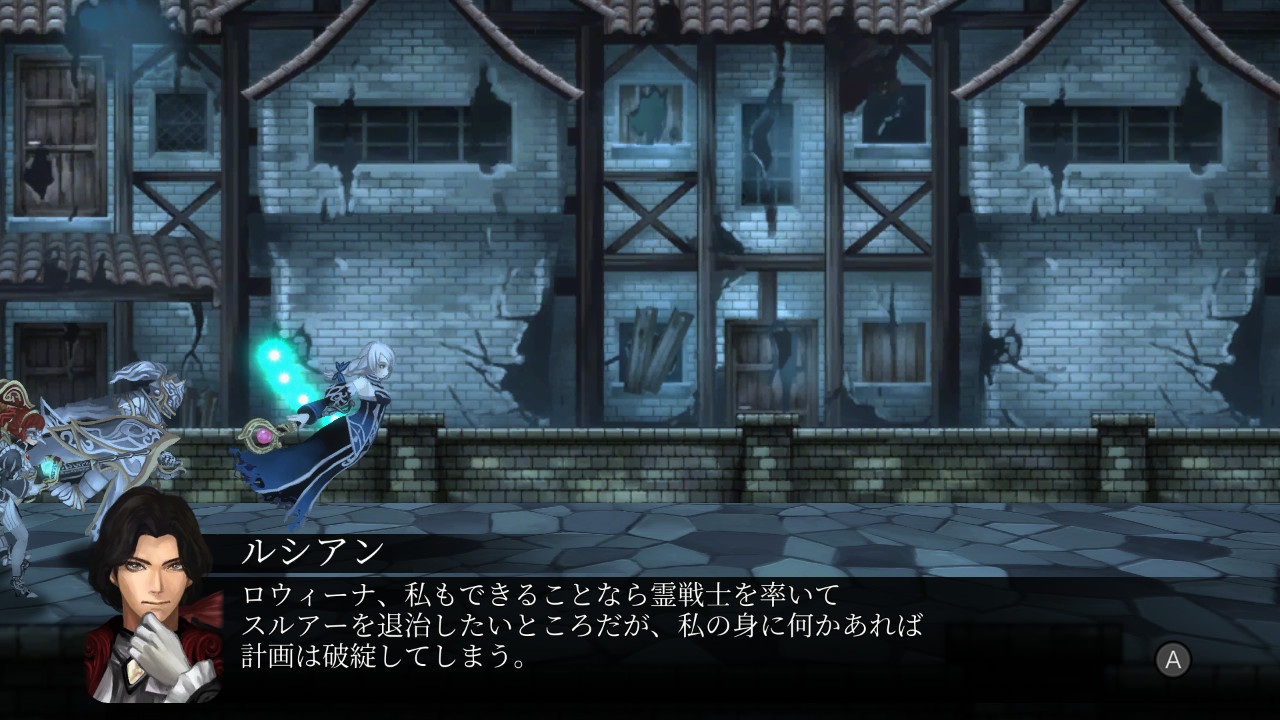 ルシアン
ロウィーナ、私もできることなら霊戦士を率いて
スルアーを退治したいところだが、私の身に何かあれば
計画は破綻してしまう。
A